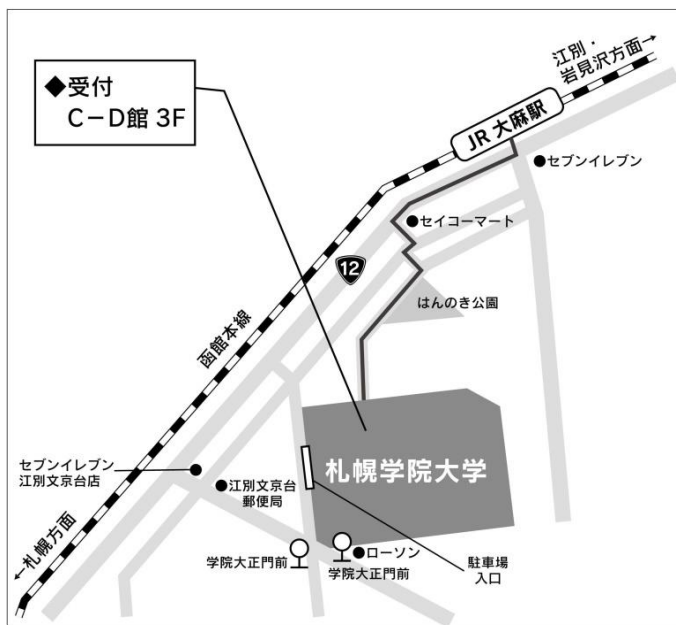 ◆受付
C−D館 3F
江別・
岩見沢方面→
JR 大麻駅
セブンイレブン
セイコーマート
12
はんのき公園
函館本線
札幌学院大学
セブンイレブン
江別文京台店
江別文京台
郵便局
←札幌方面
学院大正門前
ローソン
学院大正門前
駐車場
入口